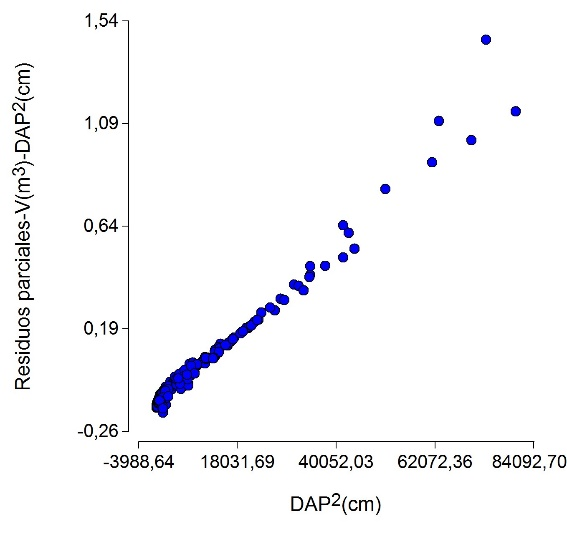 1,54
1,09
0,64
0,19
-0,26
Residuos parciales-V(m³)-DAP²(cm)
-3988,64 18031,69 40052,03 62072,36 84092,70
DAP²(cm)